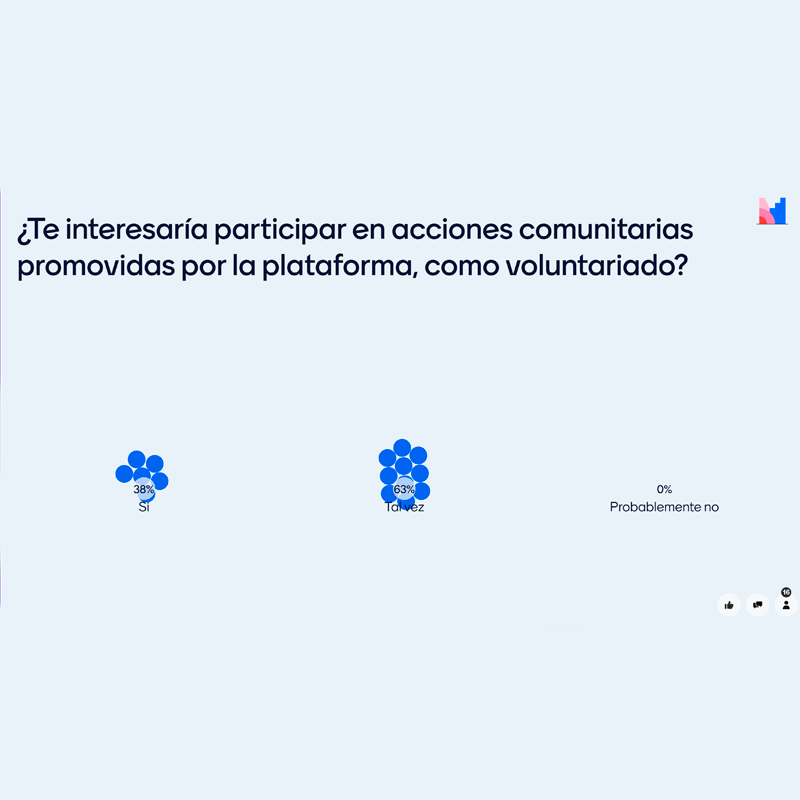 ¿Te interesaría participar en acciones comunitarias
promovidas por la plataforma, como voluntariado?
38%
Si
63%
Tal vez
0%
Probablemente no
16